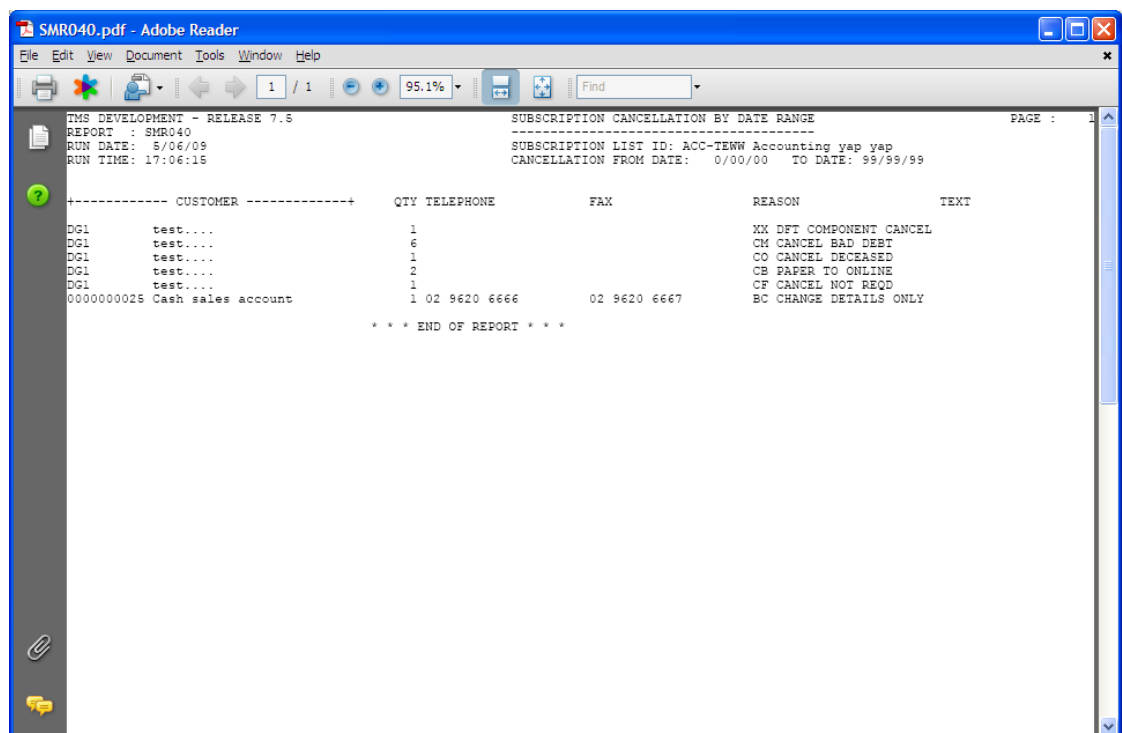 SMR040.pdf - Adobe Reader
File Edit View Document Tools Window Help
1 / 1 95.1% Find
TMS DEVELOPMENT - RELEASE 7.5 SUBSCRIPTION CANCELLATION BY DATE RANGE PAGE : 1
REPORT : SMR040 ---------------------------------------
RUN DATE: 5/06/09 SUBSCRIPTION LIST ID: ACC-TEWW Accounting yap yap
RUN TIME: 17:06:15 CANCELLATION FROM DATE: 0/00/00 TO DATE: 99/99/99
+------------ CUSTOMER -------------+ QTY TELEPHONE FAX REASON TEXT
DG1 test.... 1 XX DFT COMPONENT CANCEL
DG1 test.... 6 CM CANCEL BAD DEBT
DG1 test.... 1 CO CANCEL DECEASED
DG1 test.... 2 CB PAPER TO ONLINE
DG1 test.... 1 CF CANCEL NOT REQD
0000000025 Cash sales account 1 02 9620 6666 02 9620 6667 BC CHANGE DETAILS ONLY
* * * END OF REPORT * * *